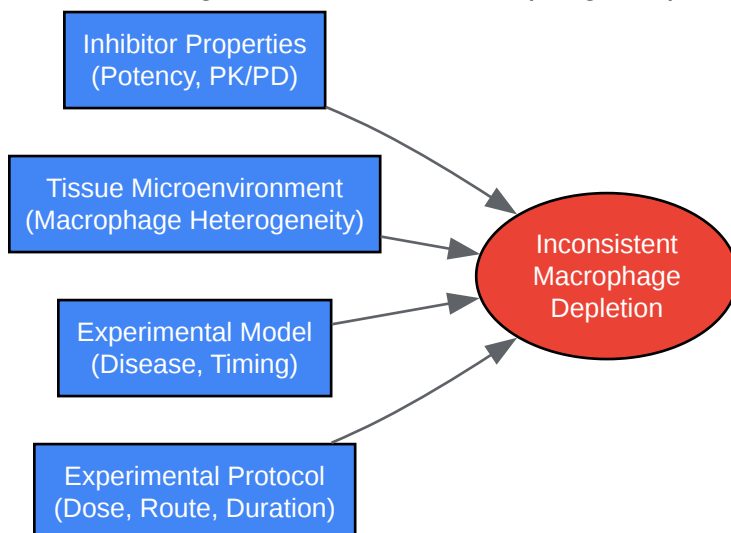 Inhibitor Properties
(Potency, PK/PD)
Tissue Microenvironment
(Macrophage Heterogeneity)
Inconsistent
Macrophage
Depletion
Experimental Model
(Disease, Timing)
Experimental Protocol
(Dose, Route, Duration)